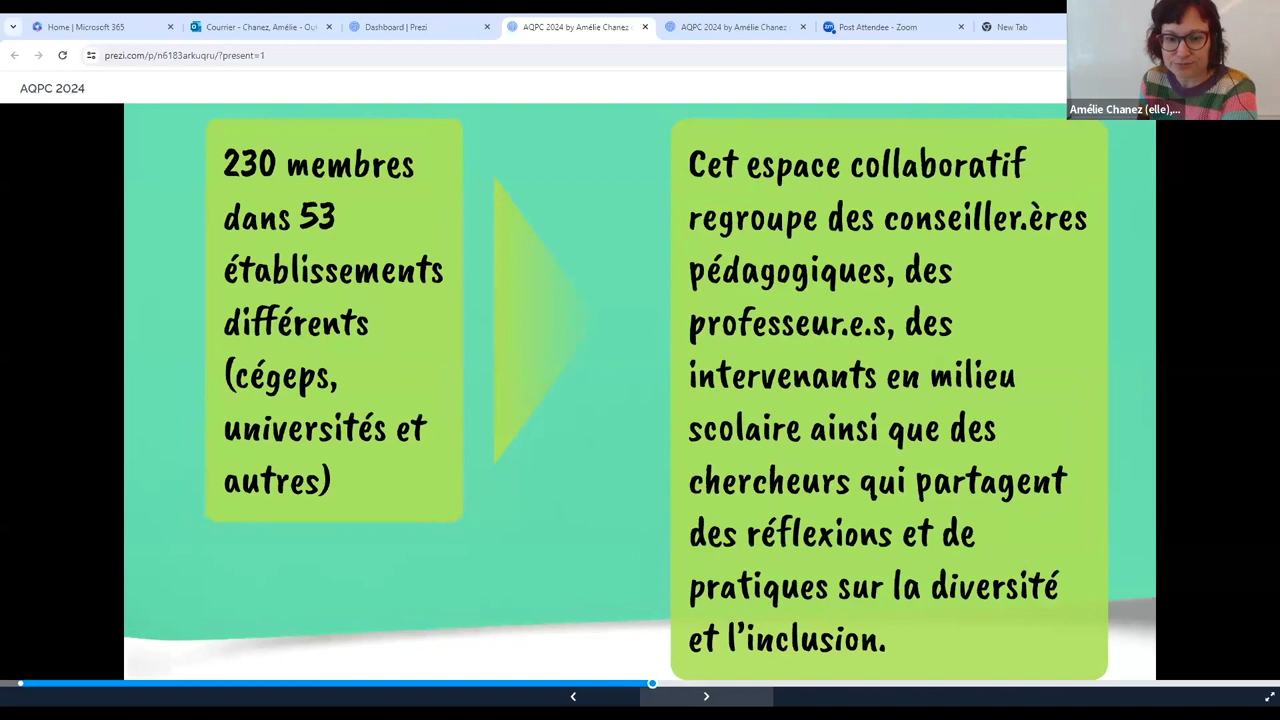 Home | Microsoft 365
Courrier - Chanez, Amélie - Out
Dashboard | Prezi
AQPC 2024 by Amélie Chanez
AQPC 2024 by Amélie Chanez
Post Attendee - Zoom
New Tab
prezi.com/p/n6183arkuqru/?present=1
AQPC 2024
Amélie Chanez (elle),...
230 membres
dans 53
établissements
différents
(cégeps,
universités et
autres)
Cet espace collaboratif
regroupe des conseiller.ères
pédagogiques, des
professeur.e.s, des
intervenants en milieu
scolaire ainsi que des
chercheurs qui partagent
des réflexions et de
pratiques sur la diversité
et l'inclusion.